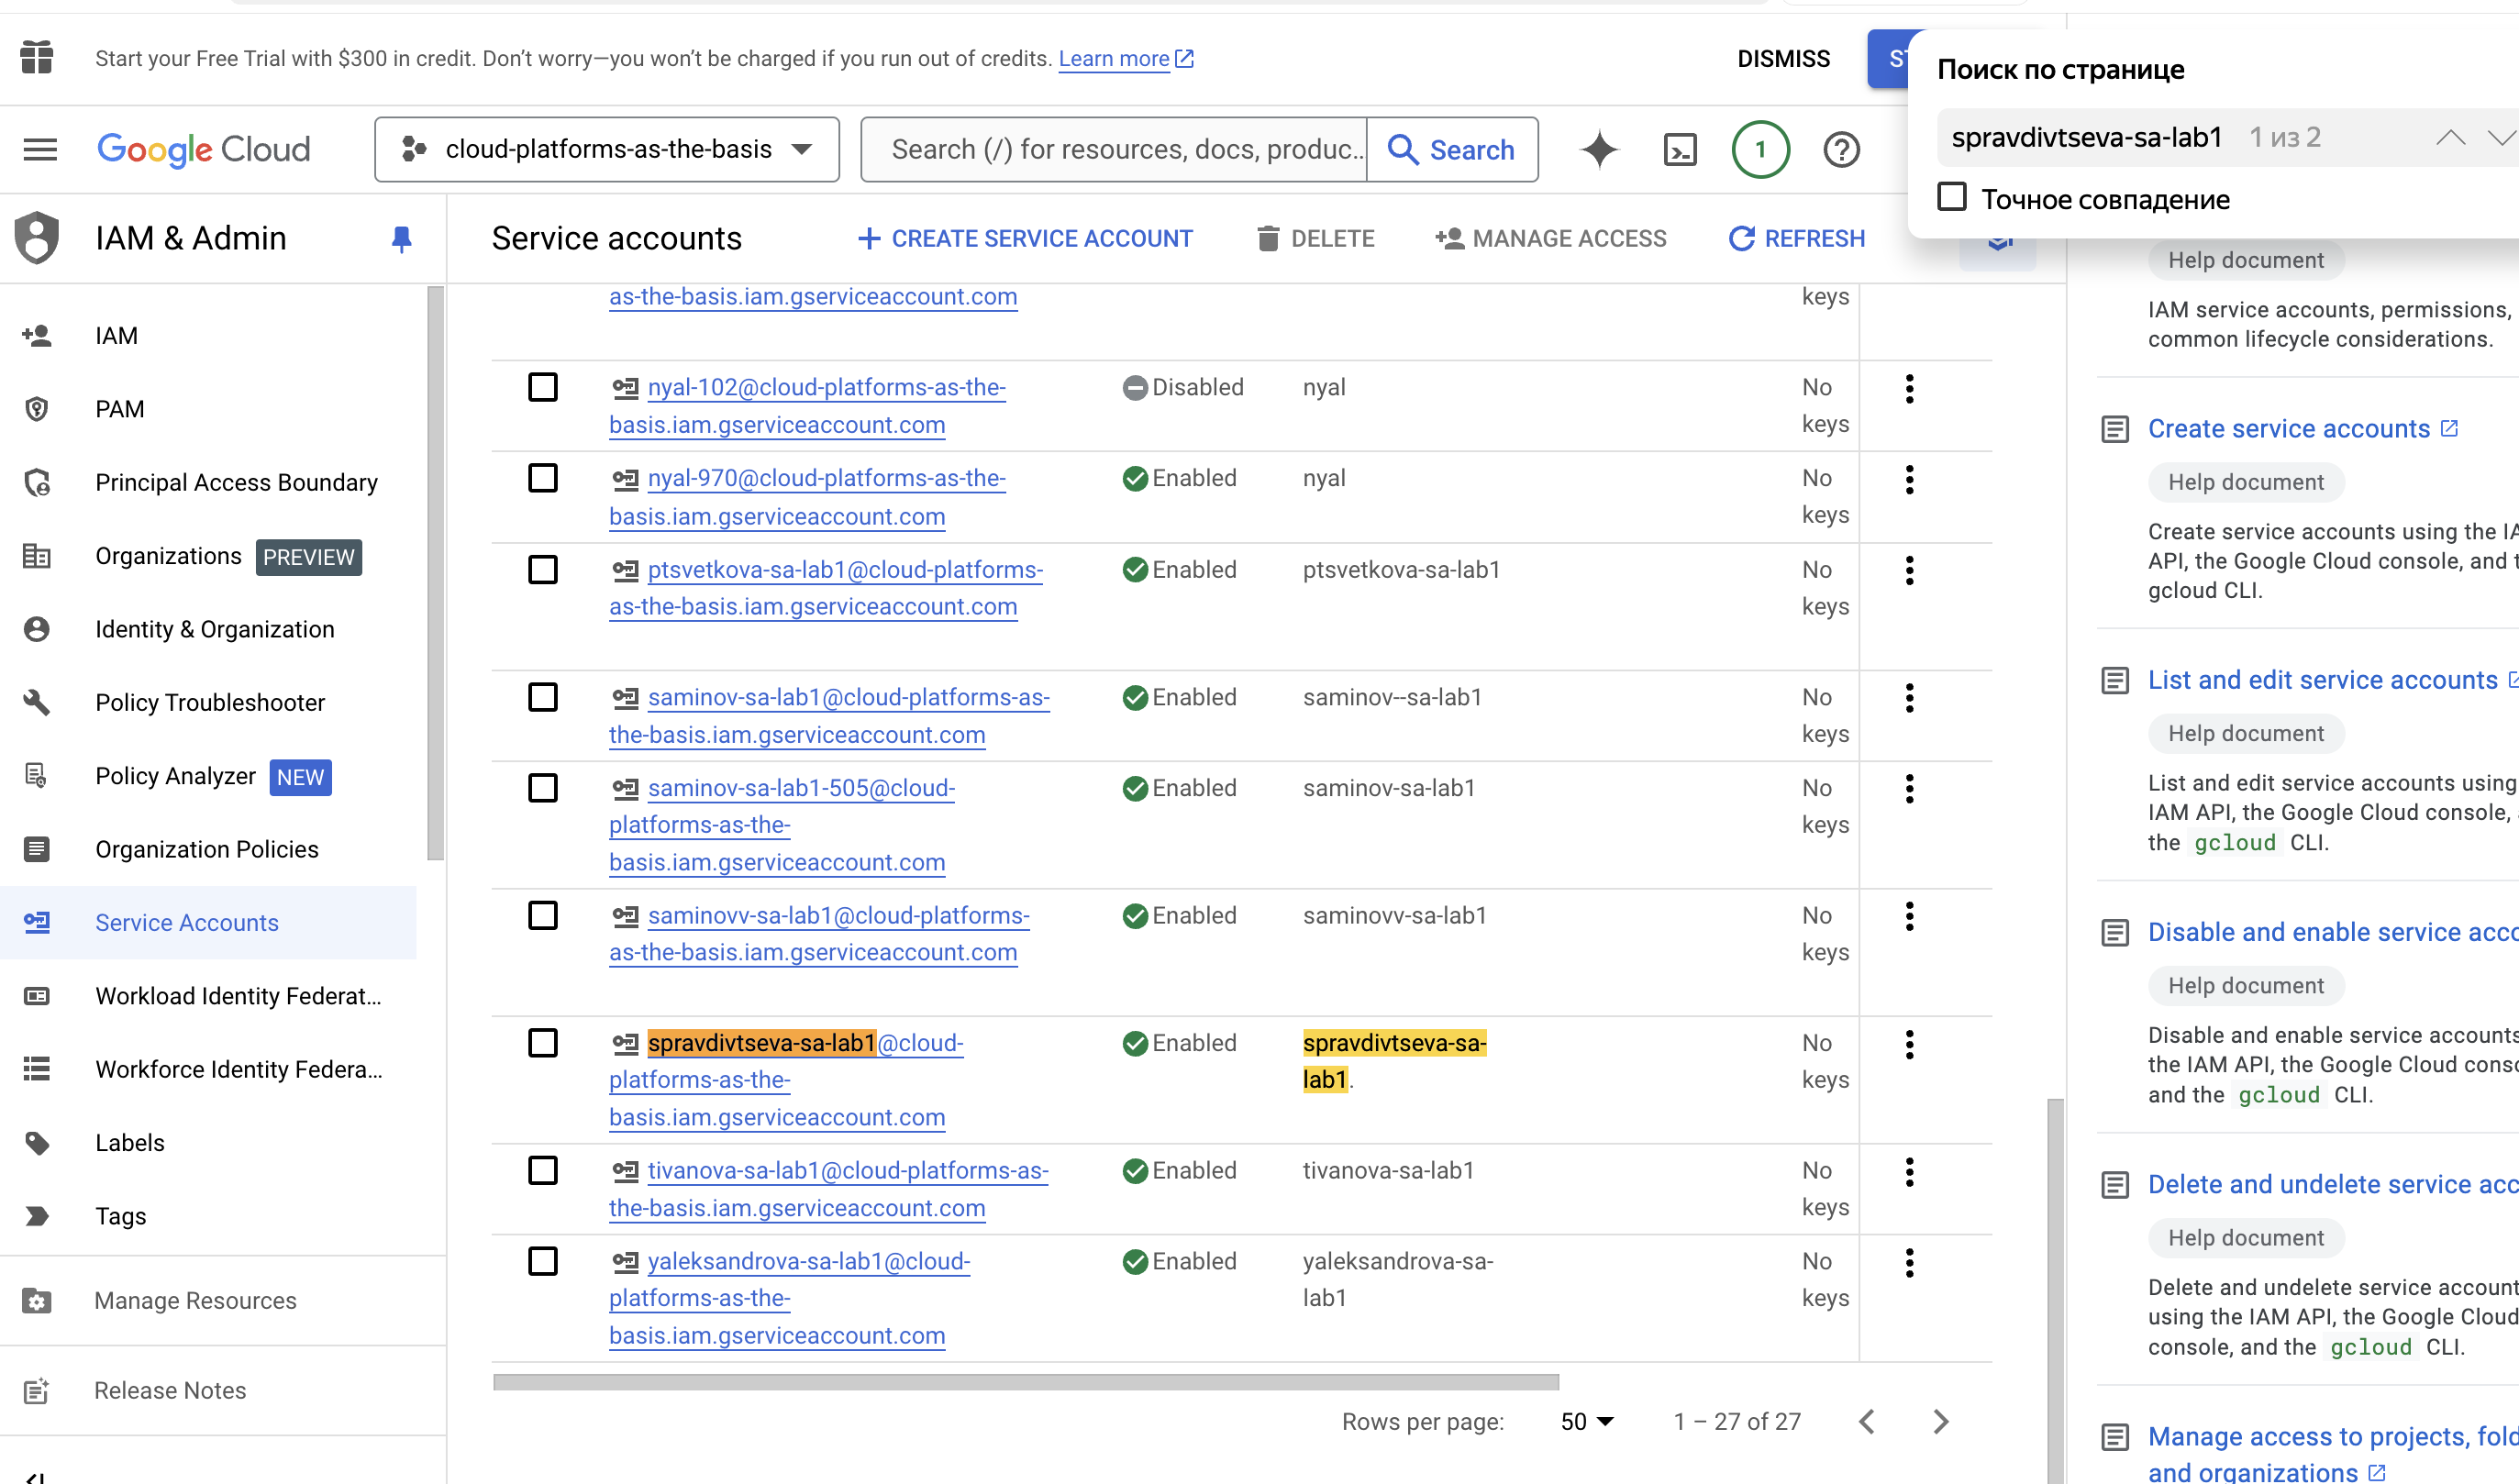 Start your Free Trial with $300 in credit. Don't worry—you won't be charged if you run out of credits. Learn more
DISMISS
Поиск по странице
spravdivtseva-sa-lab1 1 из 2
Точное совпадение
Google Cloud
cloud-platforms-as-the-basis
Search (/) for resources, docs, produc...
Search
1
IAM & Admin
IAM
PAM
Principal Access Boundary
Organizations PREVIEW
Identity & Organization
Policy Troubleshooter
Policy Analyzer NEW
Organization Policies
Service Accounts
Workload Identity Federat...
Workforce Identity Federa...
Labels
Tags
Manage Resources
Release Notes
Service accounts
CREATE SERVICE ACCOUNT
DELETE
MANAGE ACCESS
REFRESH
as-the-basis.iam.gserviceaccount.com keys
nyal-102@cloud-platforms-as-the- Disabled nyal No
basis.iam.gserviceaccount.com keys
nyal-970@cloud-platforms-as-the- Enabled nyal No
basis.iam.gserviceaccount.com keys
ptsvetkova-sa-lab1@cloud-platforms- Enabled ptsvetkova-sa-lab1 No
as-the-basis.iam.gserviceaccount.com keys
saminov-sa-lab1@cloud-platforms-as- Enabled saminov--sa-lab1 No
the-basis.iam.gserviceaccount.com keys
saminov-sa-lab1-505@cloud- Enabled saminov-sa-lab1 No
platforms-as-the- keys
basis.iam.gserviceaccount.com
saminovv-sa-lab1@cloud-platforms- Enabled saminovv-sa-lab1 No
as-the-basis.iam.gserviceaccount.com keys
spravdivtseva-sa-lab1@cloud- Enabled spravdivtseva-sa- No
platforms-as-the- lab1. keys
basis.iam.gserviceaccount.com
tivanova-sa-lab1@cloud-platforms-as- Enabled tivanova-sa-lab1 No
the-basis.iam.gserviceaccount.com keys
yaleksandrova-sa-lab1@cloud- Enabled yaleksandrova-sa- No
platforms-as-the- lab1 keys
basis.iam.gserviceaccount.com
Rows per page: 50 1 – 27 of 27
Help document
IAM service accounts, permissions,
common lifecycle considerations.
Create service accounts
Help document
Create service accounts using the IA
API, the Google Cloud console, and t
gcloud CLI.
List and edit service accounts
Help document
List and edit service accounts using
IAM API, the Google Cloud console,
the gcloud CLI.
Disable and enable service acco
Help document
Disable and enable service accounts
the IAM API, the Google Cloud conso
and the gcloud CLI.
Delete and undelete service acc
Help document
Delete and undelete service account
using the IAM API, the Google Cloud
console, and the gcloud CLI.
Manage access to projects, fold
and organizations